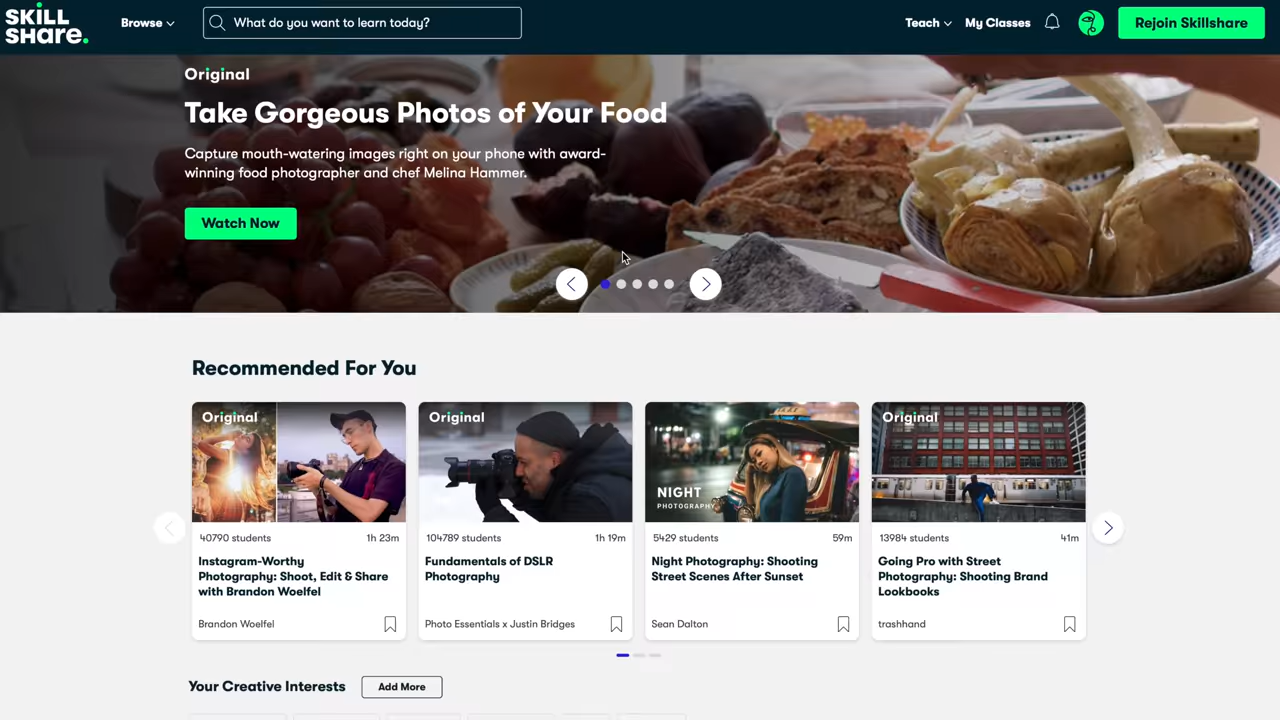 SKILL
SHare.
Browse
What do you want to learn today?
Teach
My Classes
Rejoin Skillshare
Original
Take Gorgeous Photos of Your Food
Capture mouth-watering images right on your phone with award-
winning food photographer and chef Melina Hammer.
Watch Now
Recommended For You
Original
40790 students
1h 23m
Instagram-Worthy
Photography: Shoot, Edit & Share
with Brandon Woelfel
Brandon Woelfel
Original
104789 students
1h 19m
Fundamentals of DSLR
Photography
Photo Essentials x Justin Bridges
NIGHT
PHOTOGRAPHY
5429 students
59m
Night Photography: Shooting
Street Scenes After Sunset
Sean Dalton
Original
13984 students
41m
Going Pro with Street
Photography: Shooting Brand
Lookbooks
trashhand
Your Creative Interests
Add More